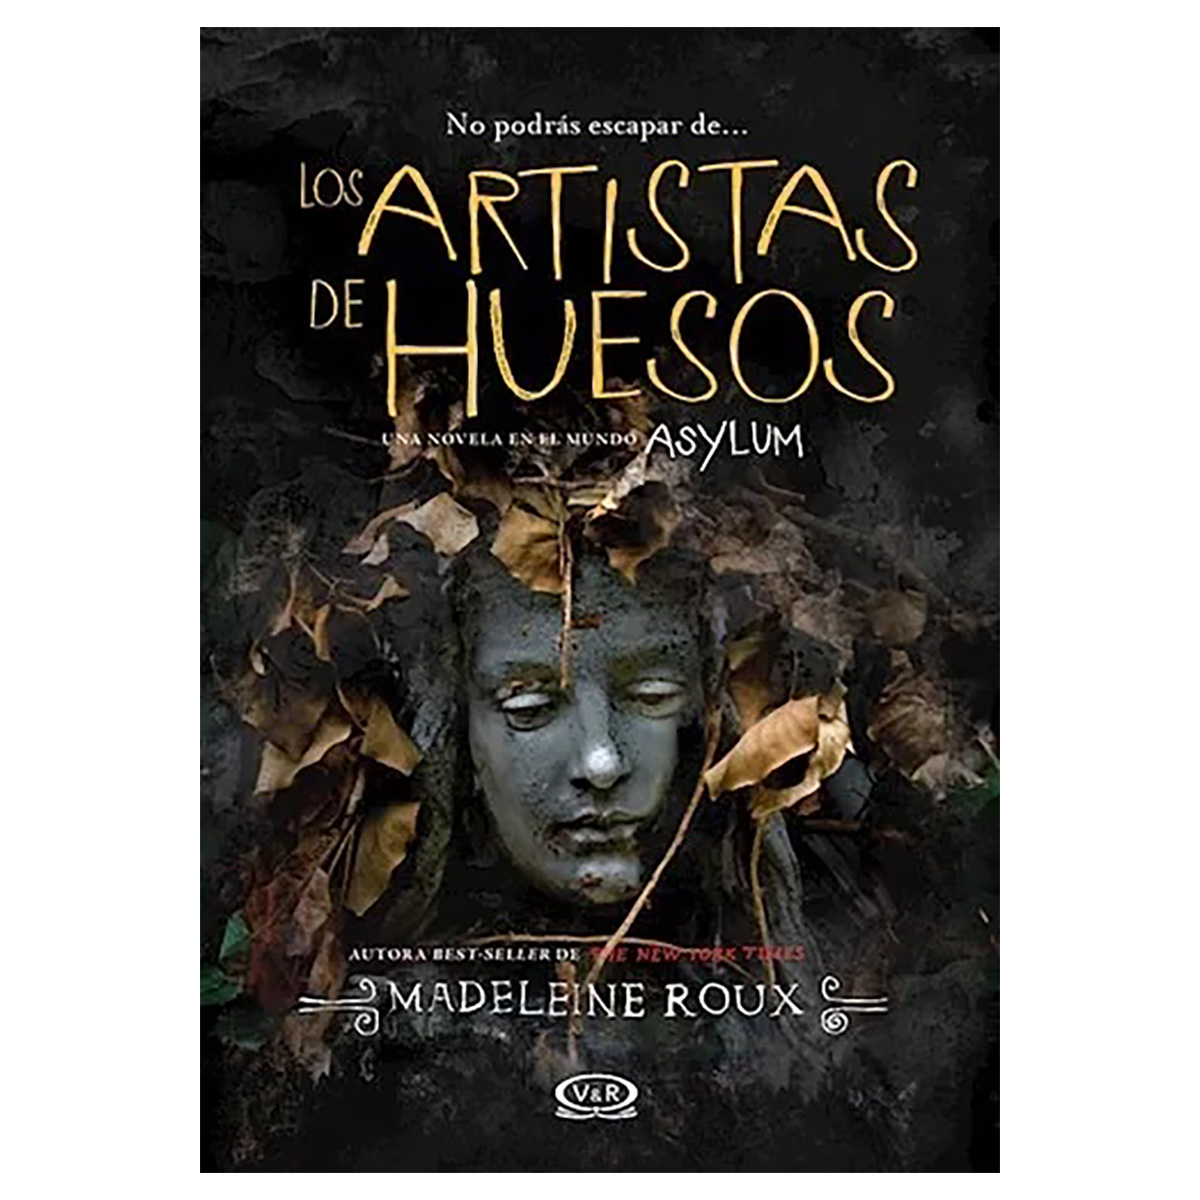 No podrás escapar de...
LOS ARTISTAS
DE HUESOS
UNA NOVELA EN EL MUNDO ASYLUM
AUTORA BEST-SELLER DE THE NEW YORK TIMES
MADELEINE ROUX
V&R